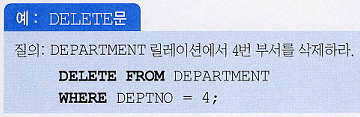 예: DELETE문
질의: DEPARTMENT 릴레이션에서 4번 부서를 삭제하라.
DELETE FROM DEPARTMENT
WHERE DEPTNO = 4;